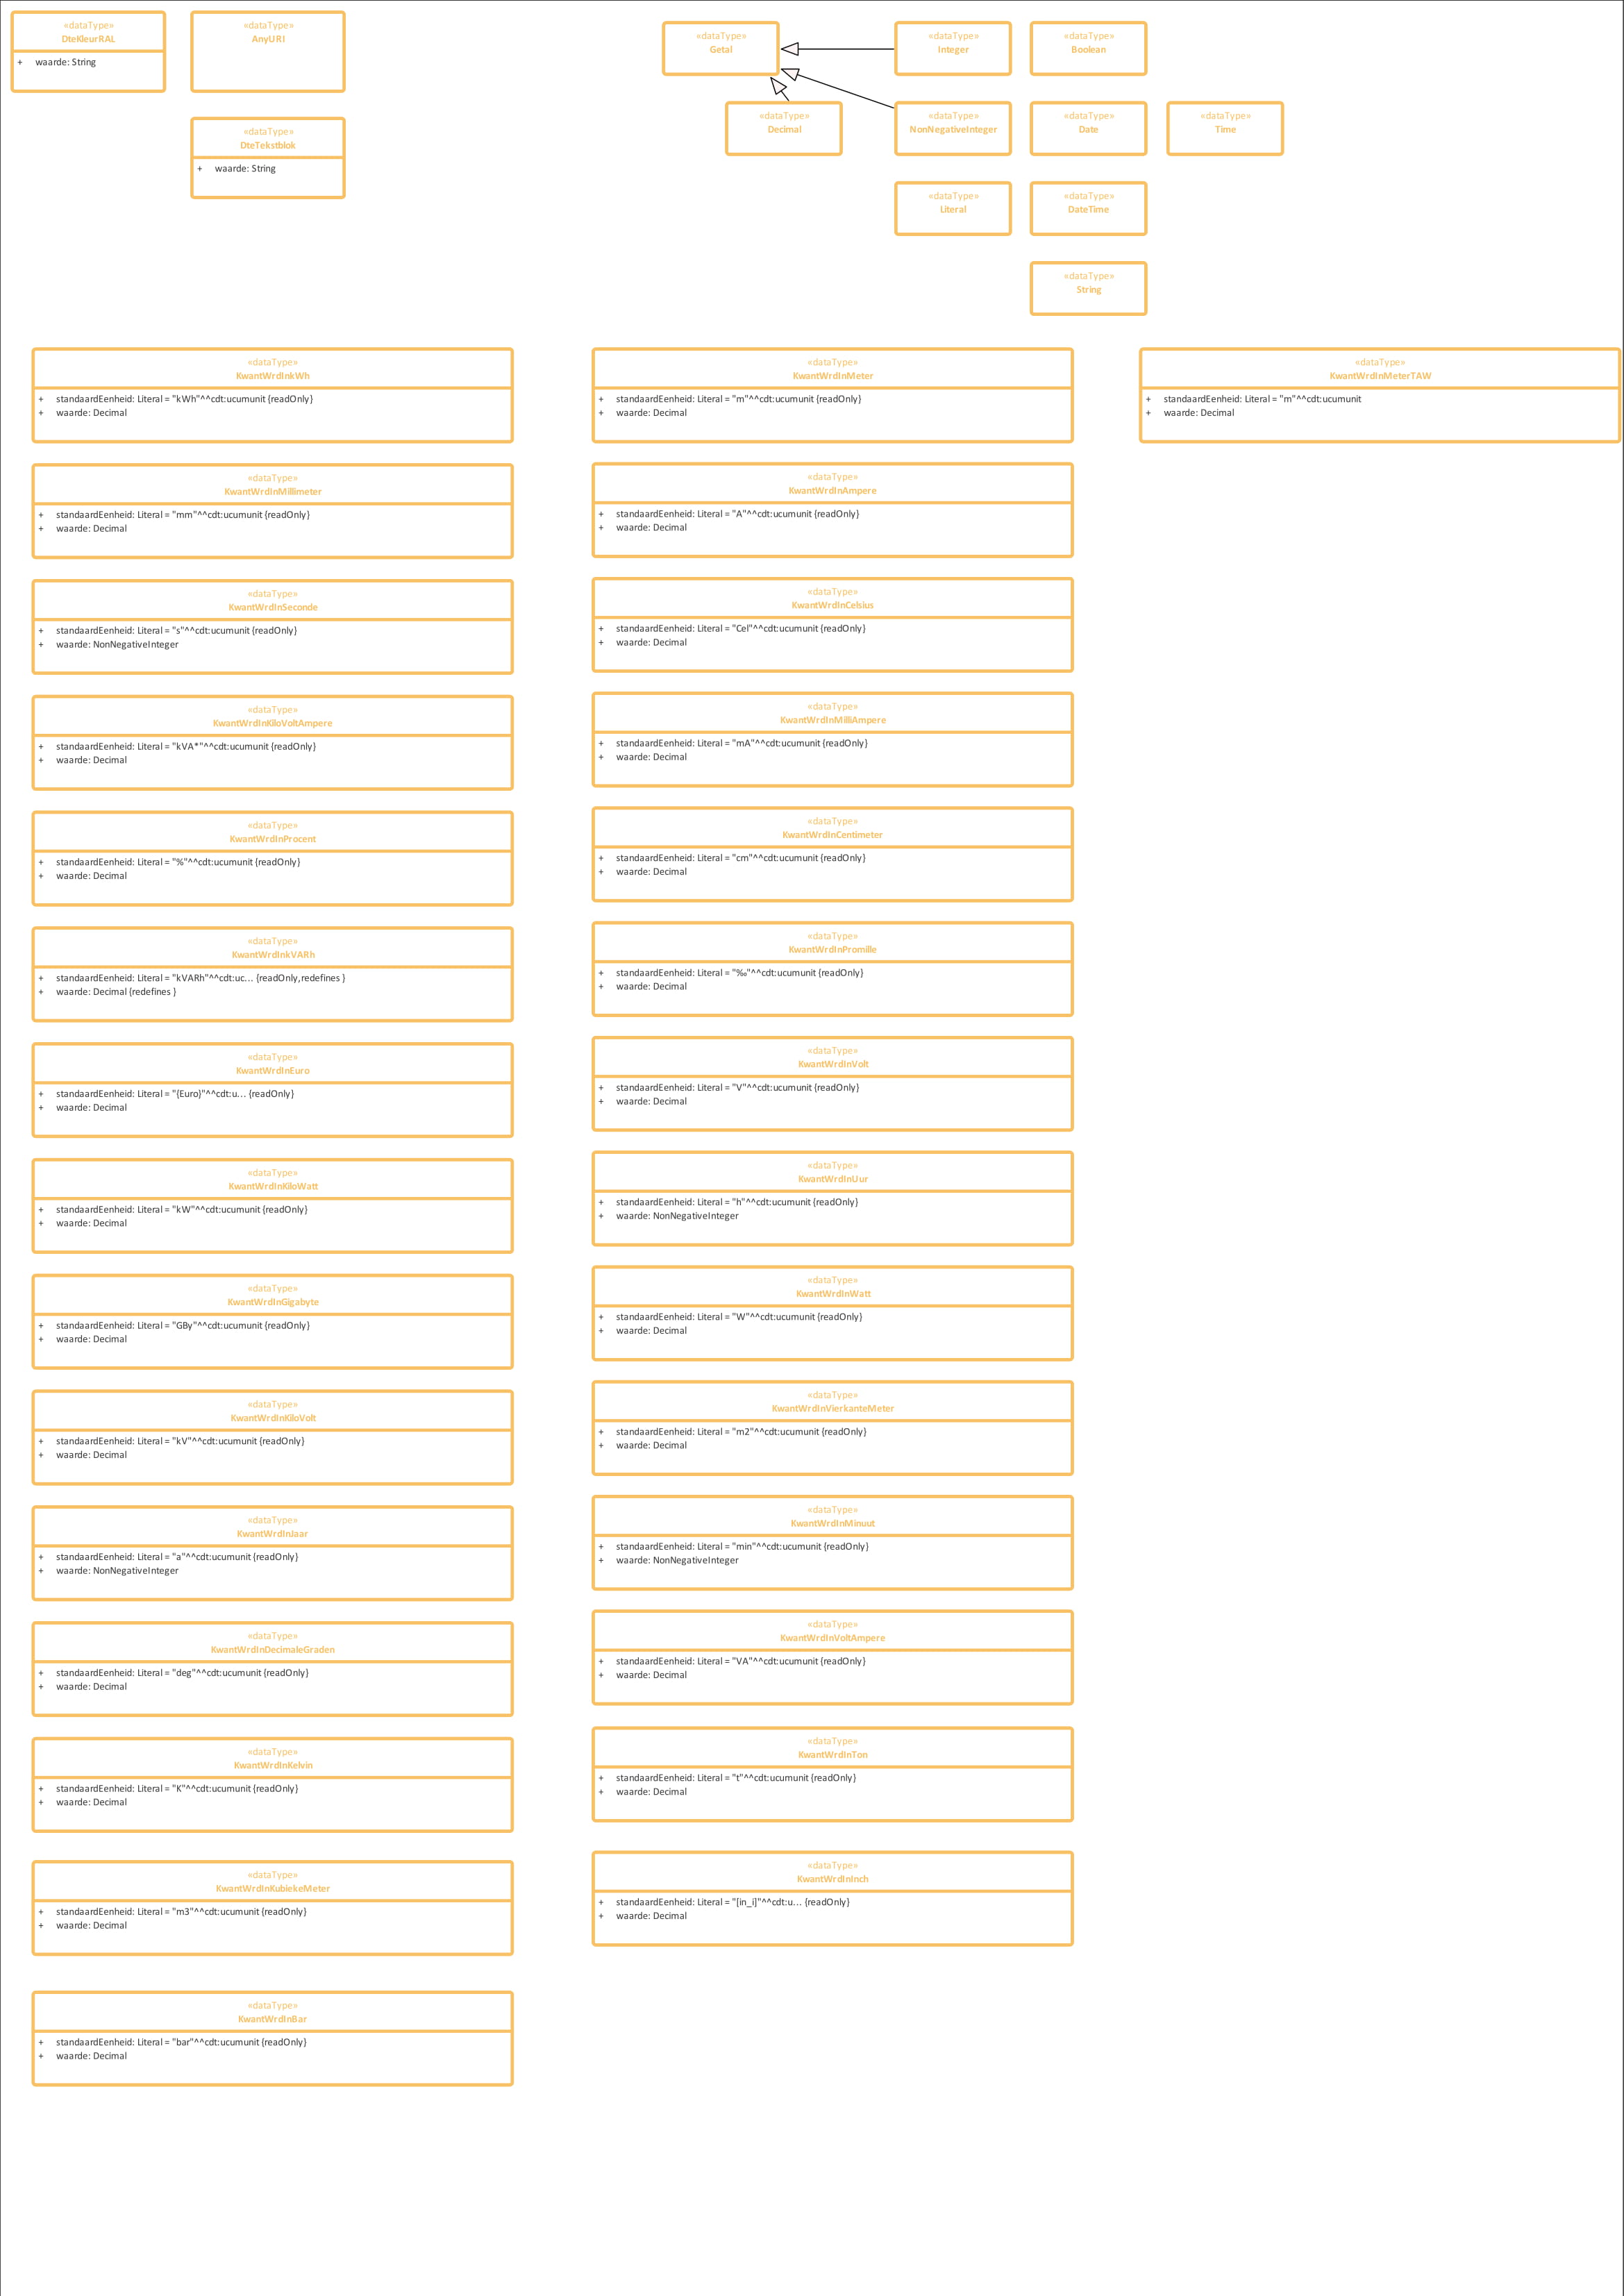 «dataType»
DteKleurRAL
+ waarde: String
«dataType»
AnyURI
«dataType»
DteTekstblok
+ waarde: String
«dataType»
Getal
«dataType»
Integer
«dataType»
Boolean
«dataType»
Decimal
«dataType»
NonNegativeInteger
«dataType»
Date
«dataType»
Time
«dataType»
Literal
«dataType»
DateTime
«dataType»
String
«dataType»
KwantWrdInkWh
+ standaardEenheid: Literal = "kWh"^^cdt:ucumunit {readOnly}
+ waarde: Decimal
«dataType»
KwantWrdInMillimeter
+ standaardEenheid: Literal = "mm"^^cdt:ucumunit {readOnly}
+ waarde: Decimal
«dataType»
KwantWrdInSeconde
+ standaardEenheid: Literal = "s"^^cdt:ucumunit {readOnly}
+ waarde: NonNegativeInteger
«dataType»
KwantWrdInKiloVoltAmpere
+ standaardEenheid: Literal = "kVA*"^^cdt:ucumunit {readOnly}
+ waarde: Decimal
«dataType»
KwantWrdInProcent
+ standaardEenheid: Literal = "%"^^cdt:ucumunit {readOnly}
+ waarde: Decimal
«dataType»
KwantWrdInkVARh
+ standaardEenheid: Literal = "kVARh"^^cdt:uc... {readOnly,redefines }
+ waarde: Decimal {redefines }
«dataType»
KwantWrdInEuro
+ standaardEenheid: Literal = "{Euro}"^^cdt:u... {readOnly}
+ waarde: Decimal
«dataType»
KwantWrdInKiloWatt
+ standaardEenheid: Literal = "kW"^^cdt:ucumunit {readOnly}
+ waarde: Decimal
«dataType»
KwantWrdInGigabyte
+ standaardEenheid: Literal = "GBy"^^cdt:ucumunit {readOnly}
+ waarde: Decimal
«dataType»
KwantWrdInKiloVolt
+ standaardEenheid: Literal = "kV"^^cdt:ucumunit {readOnly}
+ waarde: Decimal
«dataType»
KwantWrdInJaar
+ standaardEenheid: Literal = "a"^^cdt:ucumunit {readOnly}
+ waarde: NonNegativeInteger
«dataType»
KwantWrdInDecimaleGraden
+ standaardEenheid: Literal = "deg"^^cdt:ucumunit {readOnly}
+ waarde: Decimal
«dataType»
KwantWrdInKelvin
+ standaardEenheid: Literal = "K"^^cdt:ucumunit {readOnly}
+ waarde: Decimal
«dataType»
KwantWrdInKubiekeMeter
+ standaardEenheid: Literal = "m3"^^cdt:ucumunit {readOnly}
+ waarde: Decimal
«dataType»
KwantWrdInBar
+ standaardEenheid: Literal = "bar"^^cdt:ucumunit {readOnly}
+ waarde: Decimal
«dataType»
KwantWrdInMeter
+ standaardEenheid: Literal = "m"^^cdt:ucumunit {readOnly}
+ waarde: Decimal
«dataType»
KwantWrdInAmpere
+ standaardEenheid: Literal = "A"^^cdt:ucumunit {readOnly}
+ waarde: Decimal
«dataType»
KwantWrdInCelsius
+ standaardEenheid: Literal = "Cel"^^cdt:ucumunit {readOnly}
+ waarde: Decimal
«dataType»
KwantWrdInMilliAmpere
+ standaardEenheid: Literal = "mA"^^cdt:ucumunit {readOnly}
+ waarde: Decimal
«dataType»
KwantWrdInCentimeter
+ standaardEenheid: Literal = "cm"^^cdt:ucumunit {readOnly}
+ waarde: Decimal
«dataType»
KwantWrdInPromille
+ standaardEenheid: Literal = "‰"^^cdt:ucumunit {readOnly}
+ waarde: Decimal
«dataType»
KwantWrdInVolt
+ standaardEenheid: Literal = "V"^^cdt:ucumunit {readOnly}
+ waarde: Decimal
«dataType»
KwantWrdInUur
+ standaardEenheid: Literal = "h"^^cdt:ucumunit {readOnly}
+ waarde: NonNegativeInteger
«dataType»
KwantWrdInWatt
+ standaardEenheid: Literal = "W"^^cdt:ucumunit {readOnly}
+ waarde: Decimal
«dataType»
KwantWrdInVierkanteMeter
+ standaardEenheid: Literal = "m2"^^cdt:ucumunit {readOnly}
+ waarde: Decimal
«dataType»
KwantWrdInMinuut
+ standaardEenheid: Literal = "min"^^cdt:ucumunit {readOnly}
+ waarde: NonNegativeInteger
«dataType»
KwantWrdInVoltAmpere
+ standaardEenheid: Literal = "VA"^^cdt:ucumunit {readOnly}
+ waarde: Decimal
«dataType»
KwantWrdInTon
+ standaardEenheid: Literal = "t"^^cdt:ucumunit {readOnly}
+ waarde: Decimal
«dataType»
KwantWrdInInch
+ standaardEenheid: Literal = "[in_i]"^^cdt:u... {readOnly}
+ waarde: Decimal
«dataType»
KwantWrdInMeterTAW
+ standaardEenheid: Literal = "m"^^cdt:ucumunit
+ waarde: Decimal